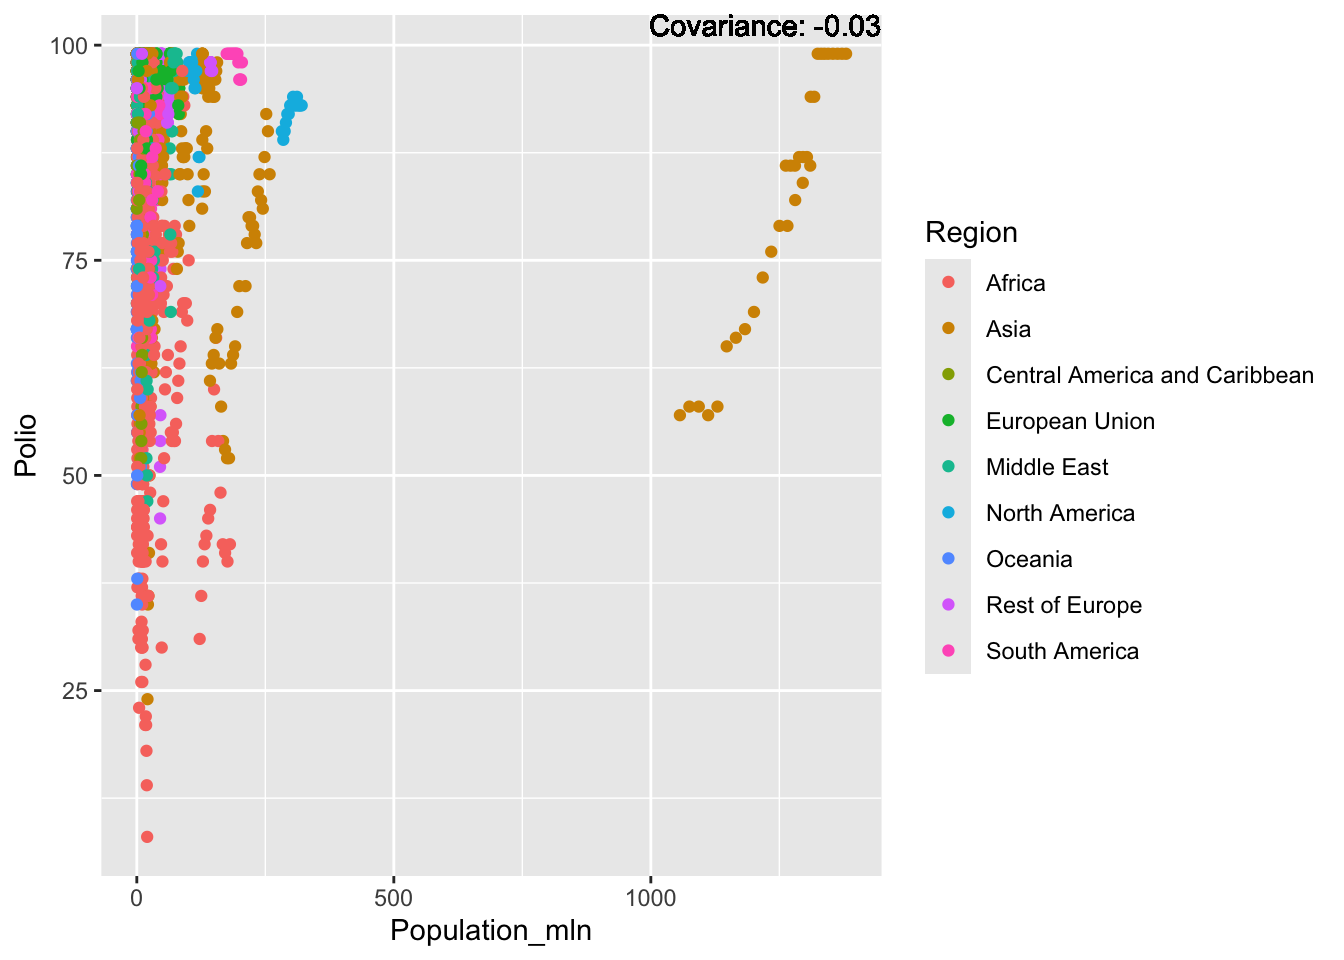 Covariance: -0.03
100
75
50
25
Polio
0
500
1000
Population_mln
Region
Africa
Asia
Central America and Caribbean
European Union
Middle East
North America
Oceania
Rest of Europe
South America